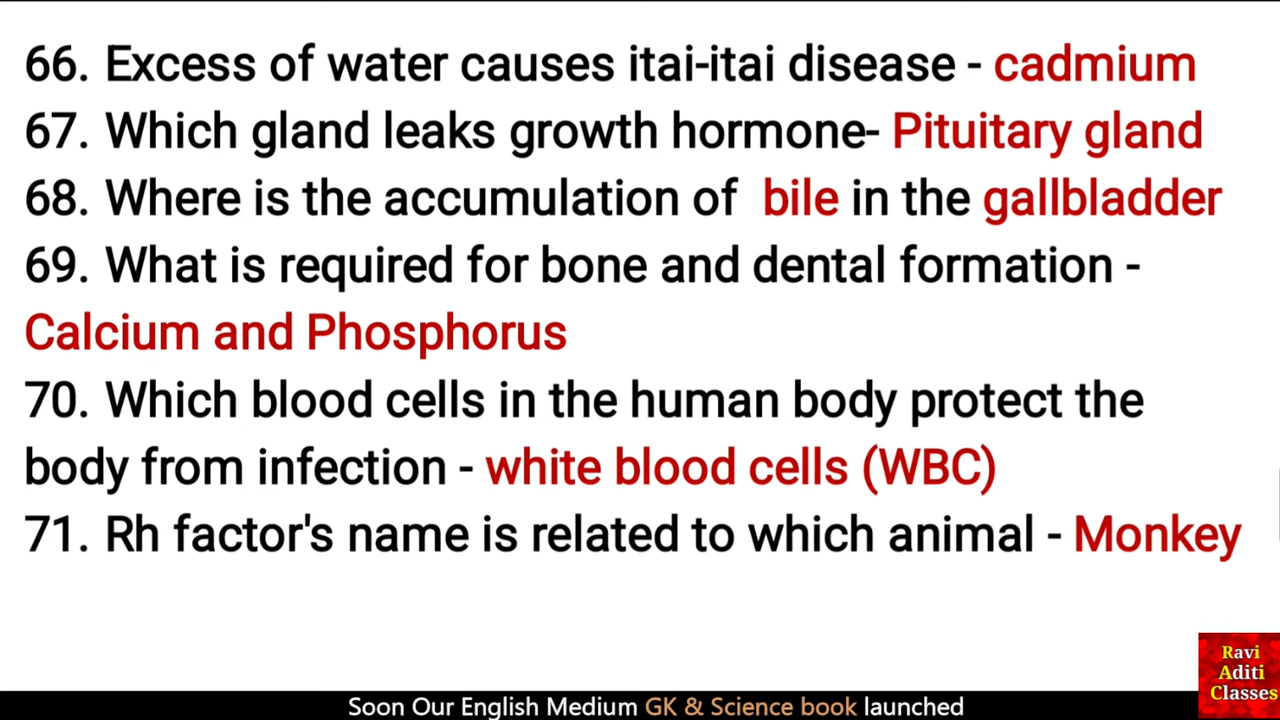 66. Excess of water causes itai-itai disease - cadmium
67. Which gland leaks growth hormone- Pituitary gland
68. Where is the accumulation of bile in the gallbladder
69. What is required for bone and dental formation -
Calcium and Phosphorus
70. Which blood cells in the human body protect the
body from infection - white blood cells (WBC)
71. Rh factor's name is related to which animal - Monkey
Ravi
Aditi
Classes
Soon Our English Medium GK & Science book launched